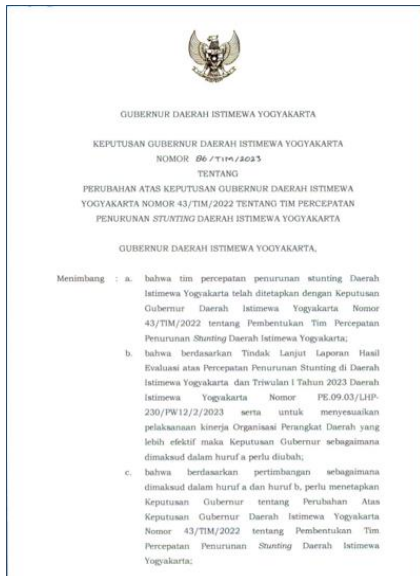 GUBERNUR DAERAH ISTIMEWA YOGYAKARTA
KEPUTUSAN GUBERNUR DAERAH ISTIMEWA YOGYAKARTA
NOMOR 86/TIM/2023
TENTANG
PERUBAHAN ATAS KEPUTUSAN GUBERNUR DAERAH ISTIMEWA
YOGYAKARTA NOMOR 43/TIM/2022 TENTANG TIM PERCEPATAN
PENURUNAN STUNTING DAERAH ISTIMEWA YOGYAKARTA
GUBERNUR DAERAH ISTIMEWA YOGYAKARTA,
Menimbang : a. bahwa tim percepatan penurunan stunting Daerah
Istimewa Yogyakarta telah ditetapkan dengan Keputusan
Gubernur Daerah Istimewa Yogyakarta Nomor
43/TIM/2022 tentang Pembentukan Tim Percepatan
Penurunan Stunting Daerah Istimewa Yogyakarta;
b. bahwa berdasarkan Tindak Lanjut Laporan Hasil
Evaluasi atas Percepatan Penurunan Stunting di Daerah
Istimewa Yogyakarta dan Triwulan I Tahun 2023 Daerah
Istimewa Yogyakarta Nomor PE.09.03/LHP-
230/PW12/2/2023 serta untuk menyesuaikan
pelaksanaan kinerja Organisasi Perangkat Daerah yang
lebih efektif maka Keputusan Gubernur sebagaimana
dimaksud dalam huruf a perlu diubah;
c. bahwa berdasarkan pertimbangan sebagaimana
dimaksud dalam huruf a dan huruf b, perlu menetapkan
Keputusan Gubernur tentang Perubahan Atas
Keputusan Gubernur Daerah Istimewa Yogyakarta
Nomor 43/TIM/2022 tentang Pembentukan Tim
Percepatan Penurunan Stunting Daerah Istimewa
Yogyakarta;